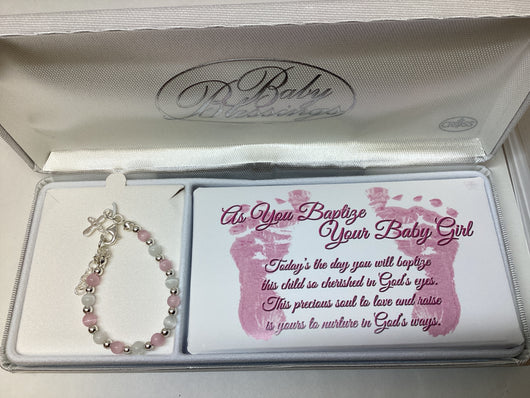 Baby
Blessings
As You Baptize
Your Baby Girl
Today's the day you will baptize
this child so cherished in God's eyes.
This precious soul to love and raise
is yours to nurture in God's ways.